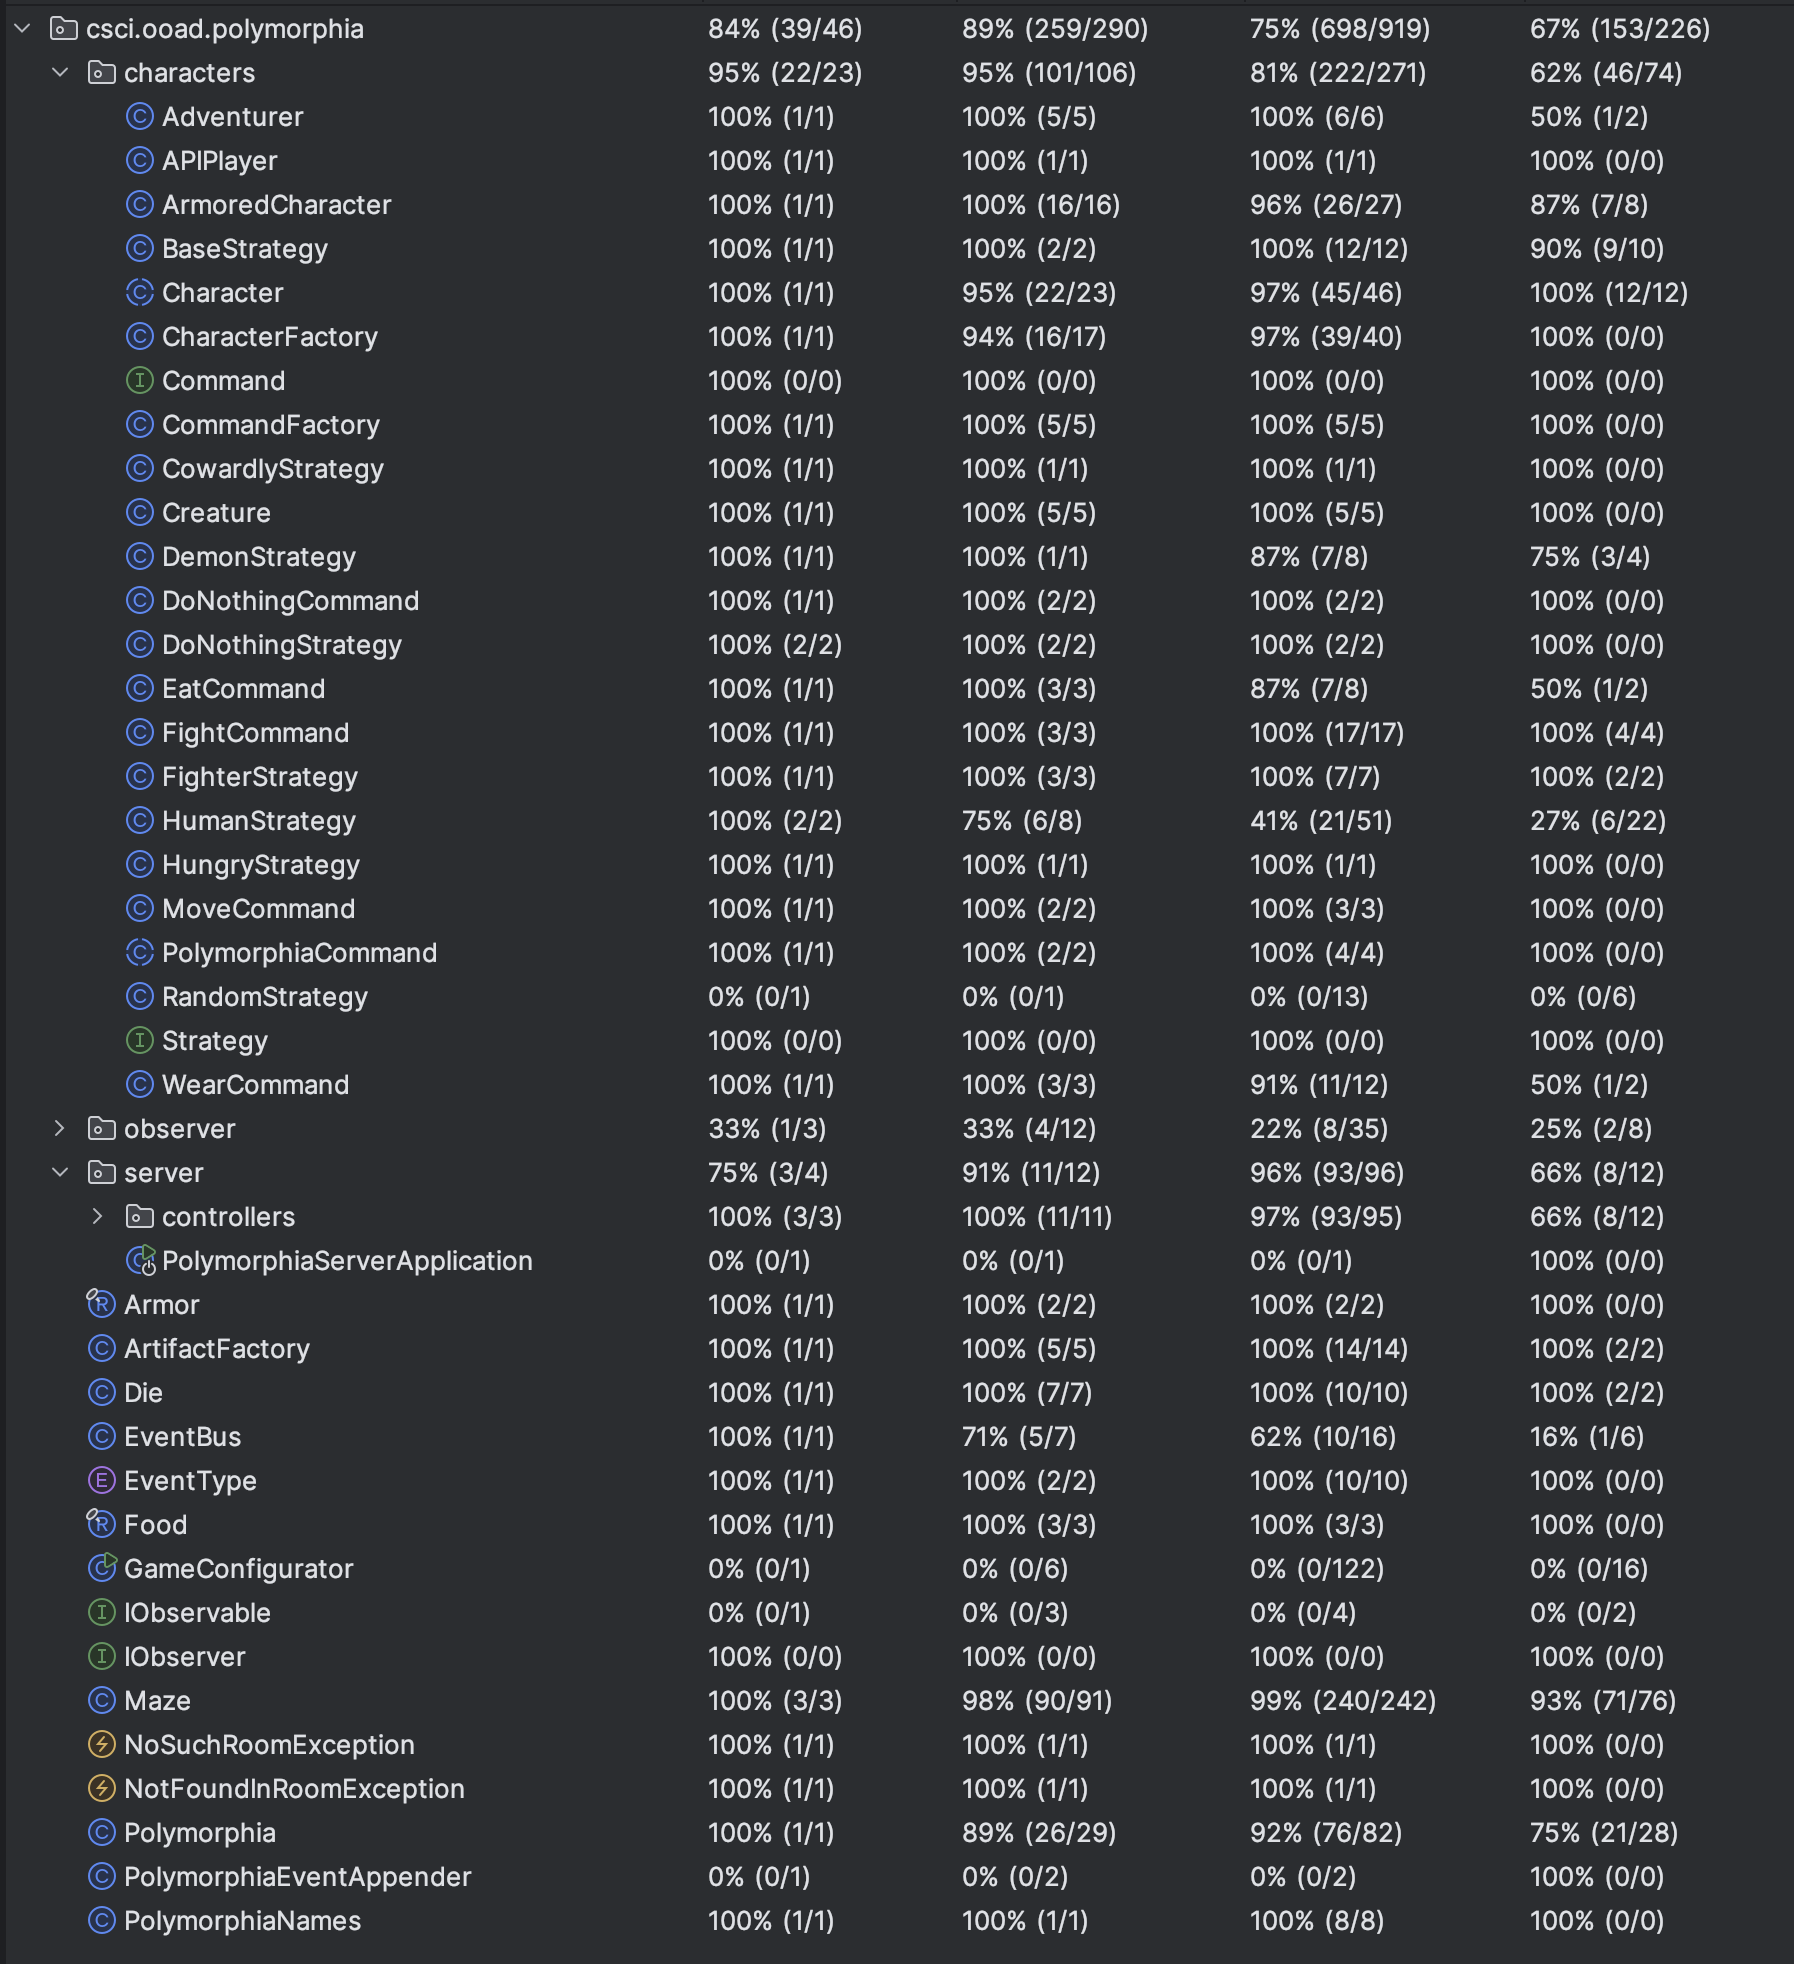 csci.ooad.polymorphia 84% (39/46) 89% (259/290) 75% (698/919) 67% (153/226)
characters 95% (22/23) 95% (101/106) 81% (222/271) 62% (46/74)
Adventurer 100% (1/1) 100% (5/5) 100% (6/6) 50% (1/2)
APIPlayer 100% (1/1) 100% (1/1) 100% (1/1) 100% (0/0)
ArmoredCharacter 100% (1/1) 100% (16/16) 96% (26/27) 87% (7/8)
BaseStrategy 100% (1/1) 100% (2/2) 100% (12/12) 90% (9/10)
Character 100% (1/1) 95% (22/23) 97% (45/46) 100% (12/12)
CharacterFactory 100% (1/1) 94% (16/17) 97% (39/40) 100% (0/0)
Command 100% (0/0) 100% (0/0) 100% (0/0) 100% (0/0)
CommandFactory 100% (1/1) 100% (5/5) 100% (5/5) 100% (0/0)
CowardlyStrategy 100% (1/1) 100% (1/1) 100% (1/1) 100% (0/0)
Creature 100% (1/1) 100% (5/5) 100% (5/5) 100% (0/0)
DemonStrategy 100% (1/1) 100% (1/1) 87% (7/8) 75% (3/4)
DoNothingCommand 100% (1/1) 100% (2/2) 100% (2/2) 100% (0/0)
DoNothingStrategy 100% (2/2) 100% (2/2) 100% (2/2) 100% (0/0)
EatCommand 100% (1/1) 100% (3/3) 87% (7/8) 50% (1/2)
FightCommand 100% (1/1) 100% (3/3) 100% (17/17) 100% (4/4)
FighterStrategy 100% (1/1) 100% (3/3) 100% (7/7) 100% (2/2)
HumanStrategy 100% (2/2) 75% (6/8) 41% (21/51) 27% (6/22)
HungryStrategy 100% (1/1) 100% (1/1) 100% (1/1) 100% (0/0)
MoveCommand 100% (1/1) 100% (2/2) 100% (3/3) 100% (0/0)
PolymorphiaCommand 100% (1/1) 100% (2/2) 100% (4/4) 100% (0/0)
RandomStrategy 0% (0/1) 0% (0/1) 0% (0/13) 0% (0/6)
Strategy 100% (0/0) 100% (0/0) 100% (0/0) 100% (0/0)
WearCommand 100% (1/1) 100% (3/3) 91% (11/12) 50% (1/2)
observer 33% (1/3) 33% (4/12) 22% (8/35) 25% (2/8)
server 75% (3/4) 91% (11/12) 96% (93/96) 66% (8/12)
controllers 100% (3/3) 100% (11/11) 97% (93/95) 66% (8/12)
PolymorphiaServerApplication 0% (0/1) 0% (0/1) 0% (0/1) 100% (0/0)
Armor 100% (1/1) 100% (2/2) 100% (2/2) 100% (0/0)
ArtifactFactory 100% (1/1) 100% (5/5) 100% (14/14) 100% (2/2)
Die 100% (1/1) 100% (7/7) 100% (10/10) 100% (2/2)
EventBus 100% (1/1) 71% (5/7) 62% (10/16) 16% (1/6)
EventType 100% (1/1) 100% (2/2) 100% (10/10) 100% (0/0)
Food 100% (1/1) 100% (3/3) 100% (3/3) 100% (0/0)
GameConfigurator 0% (0/1) 0% (0/6) 0% (0/122) 0% (0/16)
IObservable 0% (0/1) 0% (0/3) 0% (0/4) 0% (0/2)
IObserver 100% (0/0) 100% (0/0) 100% (0/0) 100% (0/0)
Maze 100% (3/3) 98% (90/91) 99% (240/242) 93% (71/76)
NoSuchRoomException 100% (1/1) 100% (1/1) 100% (1/1) 100% (0/0)
NotFoundInRoomException 100% (1/1) 100% (1/1) 100% (1/1) 100% (0/0)
Polymorphia 100% (1/1) 89% (26/29) 92% (76/82) 75% (21/28)
PolymorphiaEventAppender 0% (0/1) 0% (0/2) 0% (0/2) 100% (0/0)
PolymorphiaNames 100% (1/1) 100% (1/1) 100% (8/8) 100% (0/0)